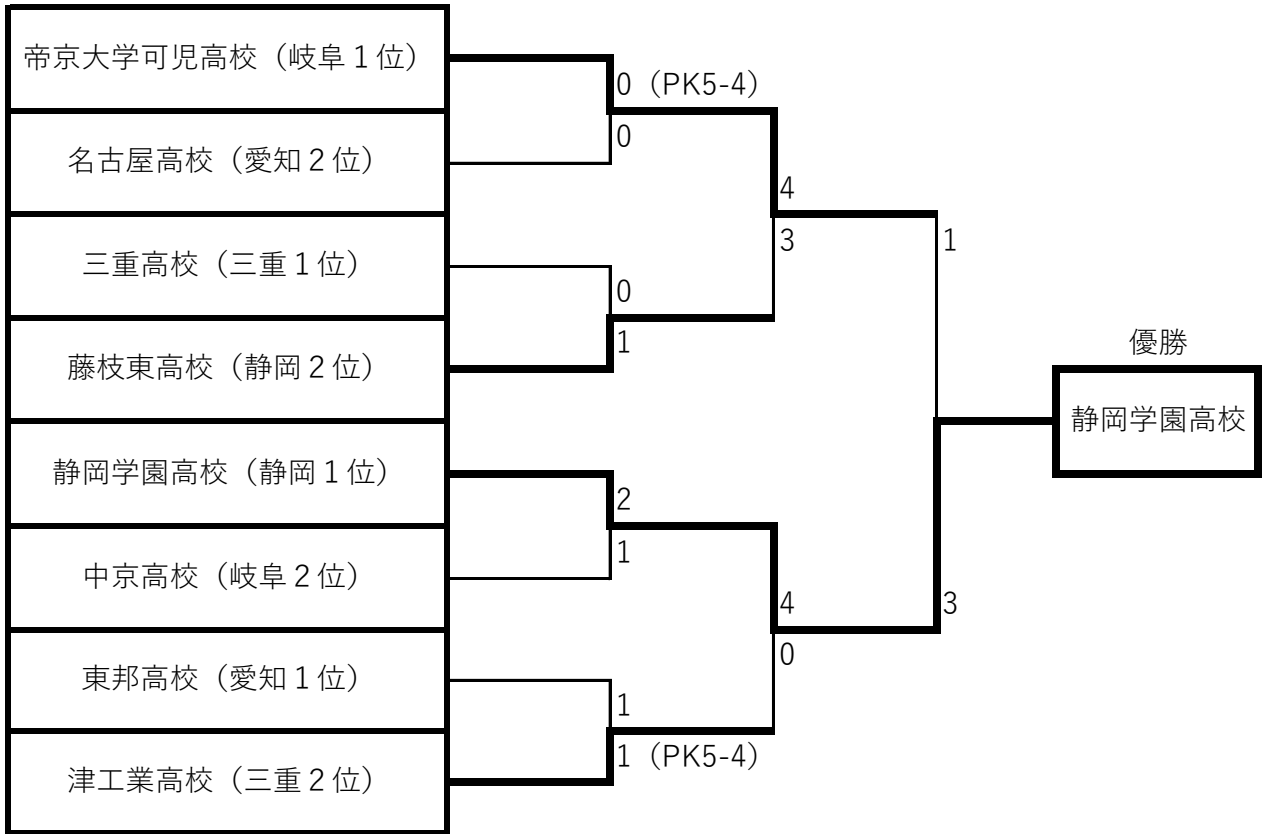 帝京大学可児高校（岐阜１位）
0（PK5-4）
名古屋高校（愛知２位）
0
4
3
三重高校（三重１位）
0
1
藤枝東高校（静岡２位）
1
優勝
静岡学園高校
静岡学園高校（静岡１位）
2
中京高校（岐阜２位）
1
4
0
3
東邦高校（愛知１位）
1
津工業高校（三重２位）
1（PK5-4）